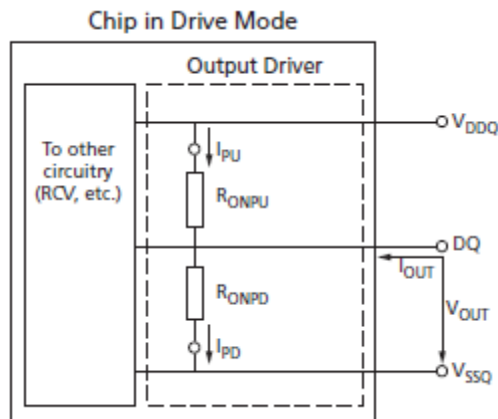 Chip in Drive Mode
Output Driver
To other
circuitry
(RCV, etc.)
V_DDQ
I_PU
R_ONPU
DQ
I_OUT
R_ONPD
V_OUT
I_PD
V_SSQ